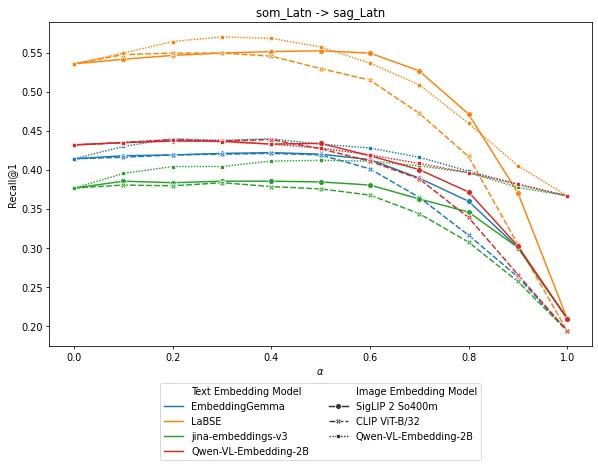 som_Latn -> sag_Latn
Recall@1
0.55
0.50
0.45
0.40
0.35
0.30
0.25
0.20
0.0 0.2 0.4 0.6 0.8 1.0
α
Text Embedding Model
EmbeddingGemma
LaBSE
jina-embeddings-v3
Qwen-VL-Embedding-2B
Image Embedding Model
SigLIP 2 So400m
CLIP ViT-B/32
Qwen-VL-Embedding-2B